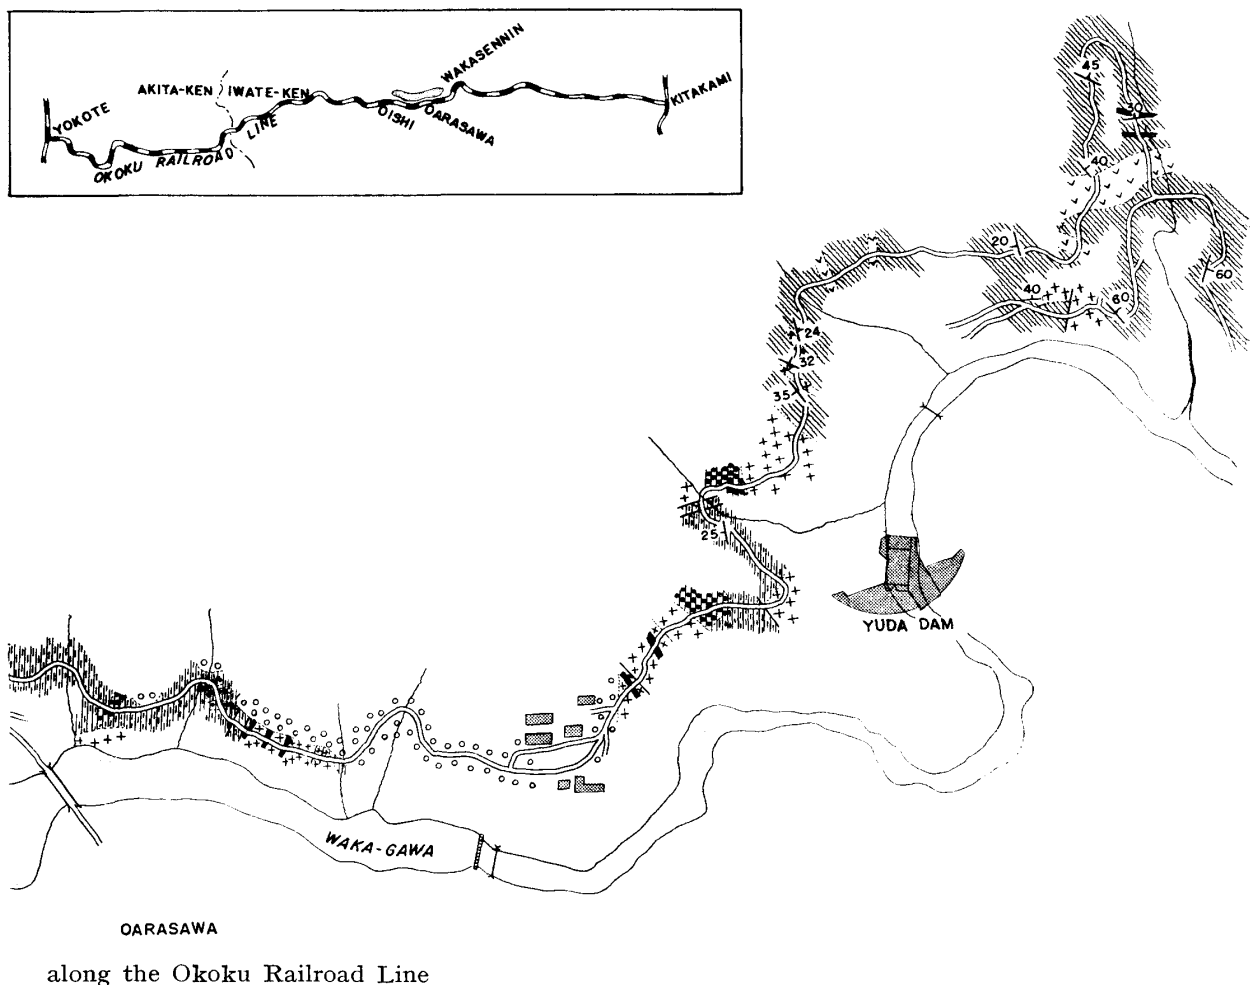 WAKASENNIN
AKITA-KEN IWATE-KEN
YOKOTE
OISHI
OARASAWA
KITAKAMI
OKOKU RAILROAD LINE
45
30
40
20
60
40
60
24
32
35
25
YUDA DAM
WAKA-GAWA
OARASAWA
along the Okoku Railroad Line